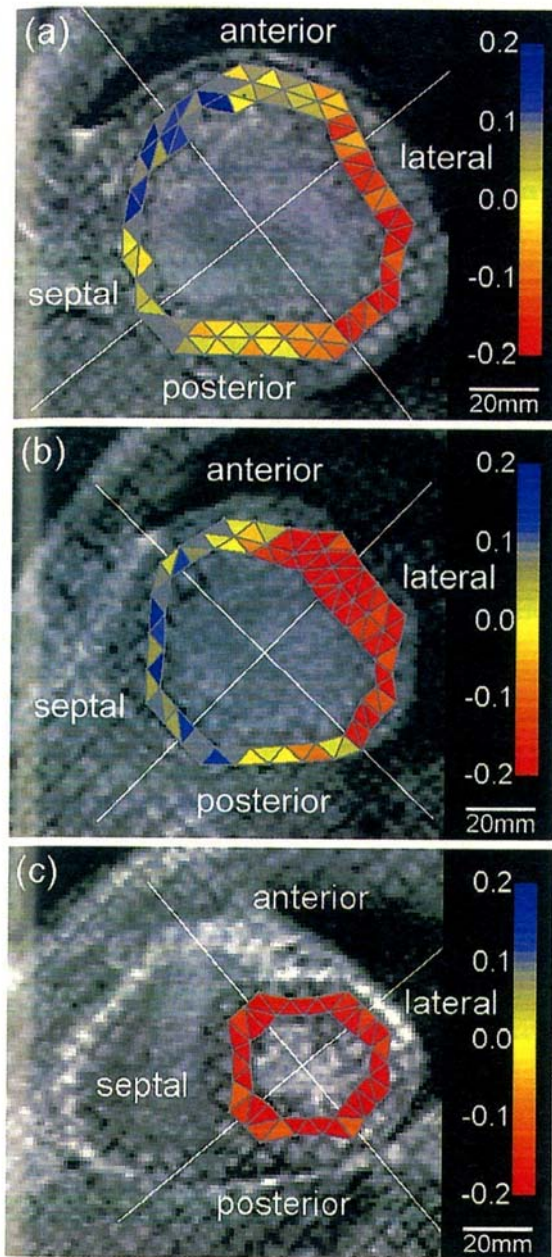 (a)
anterior
0.2
0.1
lateral
0.0
septal
-0.1
-0.2
posterior
20mm
(b)
anterior
0.2
0.1
lateral
0.0
septal
-0.1
-0.2
posterior
20mm
(c)
anterior
0.2
0.1
lateral
0.0
septal
-0.1
-0.2
posterior
20mm